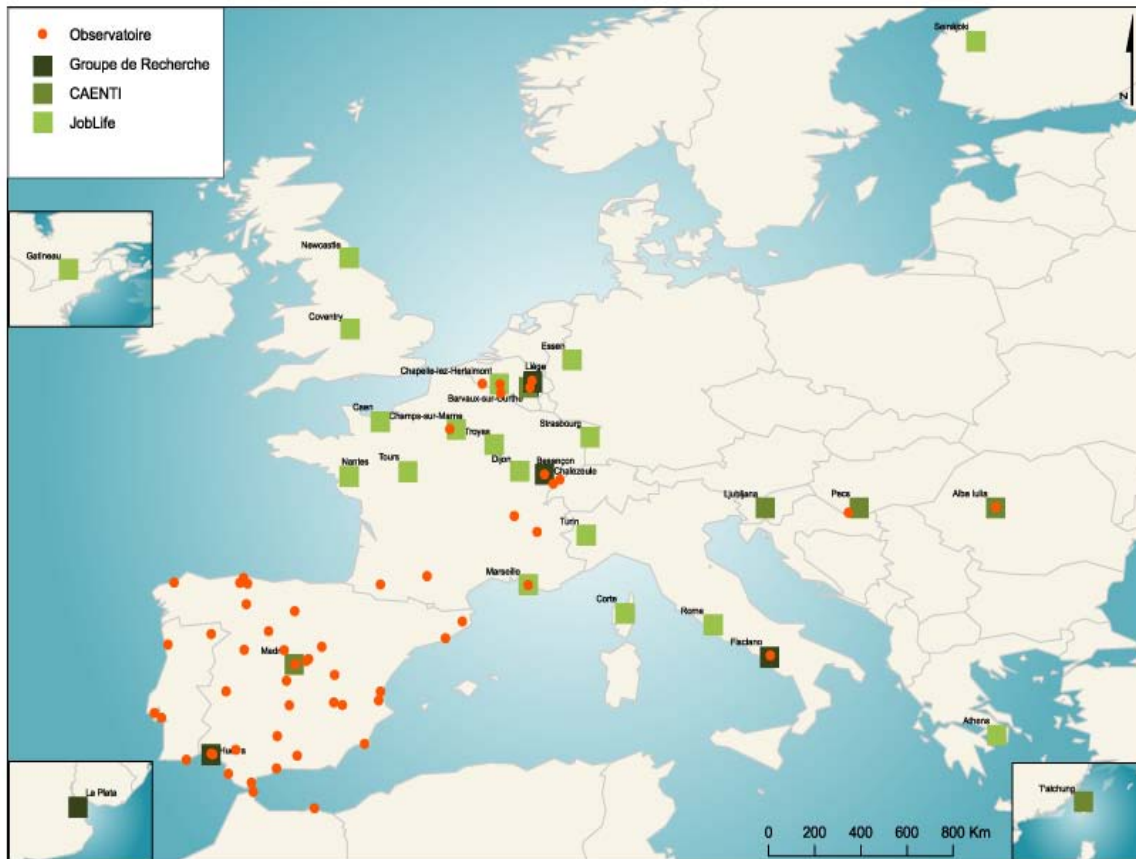 Observatoire
Groupe de Recherche
CAENTI
JobLife
Seinäjoki
N
Gatineau
Newcastle
Coventry
Essen
Liège
Chapelle-lez-Herlaimont
Barvaux-sur-Ourthe
Caen
Champs-sur-Marne
Troyes
Strasbourg
Nantes
Tours
Dijon
Besançon
Chalezeule
Ljubljana
Pecs
Alba Iulia
Turin
Marseille
Corte
Rome
Fisciano
Athens
La Plata
T'aichung
0 200 400 600 800 Km